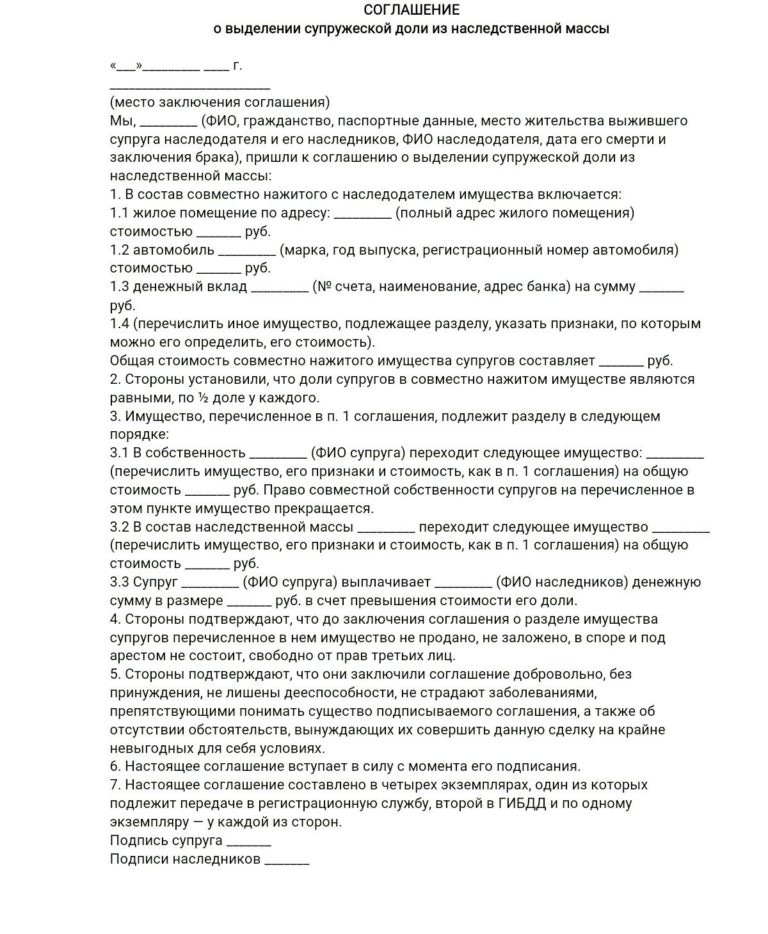 СОГЛАШЕНИЕ
о выделении супружеской доли из наследственной массы
«___»_________ ____ г.
_________________________
(место заключения соглашения)
Мы, _________ (ФИО, гражданство, паспортные данные, место жительства выжившего
супруга наследодателя и его наследников, ФИО наследодателя, дата его смерти и
заключения брака), пришли к соглашению о выделении супружеской доли из
наследственной массы:
1. В состав совместно нажитого с наследодателем имущества включается:
1.1 жилое помещение по адресу: _________ (полный адрес жилого помещения)
стоимостью _______ руб.
1.2 автомобиль _________ (марка, год выпуска, регистрационный номер автомобиля)
стоимостью _______ руб.
1.3 денежный вклад _________ (№ счета, наименование, адрес банка) на сумму _______
руб.
1.4 (перечислить иное имущество, подлежащее разделу, указать признаки, по которым
можно его определить, его стоимость).
Общая стоимость совместно нажитого имущества супругов составляет _______ руб.
2. Стороны установили, что доли супругов в совместно нажитом имуществе являются
равными, по ½ доле у каждого.
3. Имущество, перечисленное в п. 1 соглашения, подлежит разделу в следующем
порядке:
3.1 В собственность _________ (ФИО супруга) переходит следующее имущество: _________
(перечислить имущество, его признаки и стоимость, как в п. 1 соглашения) на общую
стоимость _______ руб. Право совместной собственности супругов на перечисленное в
этом пункте имущество прекращается.
3.2 В состав наследственной массы _________ переходит следующее имущество _________
(перечислить имущество, его признаки и стоимость, как в п. 1 соглашения) на общую
стоимость _______ руб.
3.3 Супруг _________ (ФИО супруга) выплачивает _________ (ФИО наследников) денежную
сумму в размере _______ руб. в счет превышения стоимости его доли.
4. Стороны подтверждают, что до заключения соглашения о разделе имущества
супругов перечисленное в нем имущество не продано, не заложено, в споре и под
арестом не состоит, свободно от прав третьих лиц.
5. Стороны подтверждают, что они заключили соглашение добровольно, без
принуждения, не лишены дееспособности, не страдают заболеваниями,
препятствующими понимать существо подписываемого соглашения, а также об
отсутствии обстоятельств, вынуждающих их совершить данную сделку на крайне
невыгодных для себя условиях.
6. Настоящее соглашение вступает в силу с момента его подписания.
7. Настоящее соглашение составлено в четырех экземплярах, один из которых
подлежит передаче в регистрационную службу, второй в ГИБДД и по одному
экземпляру — у каждой из сторон.
Подпись супруга _______
Подписи наследников _______